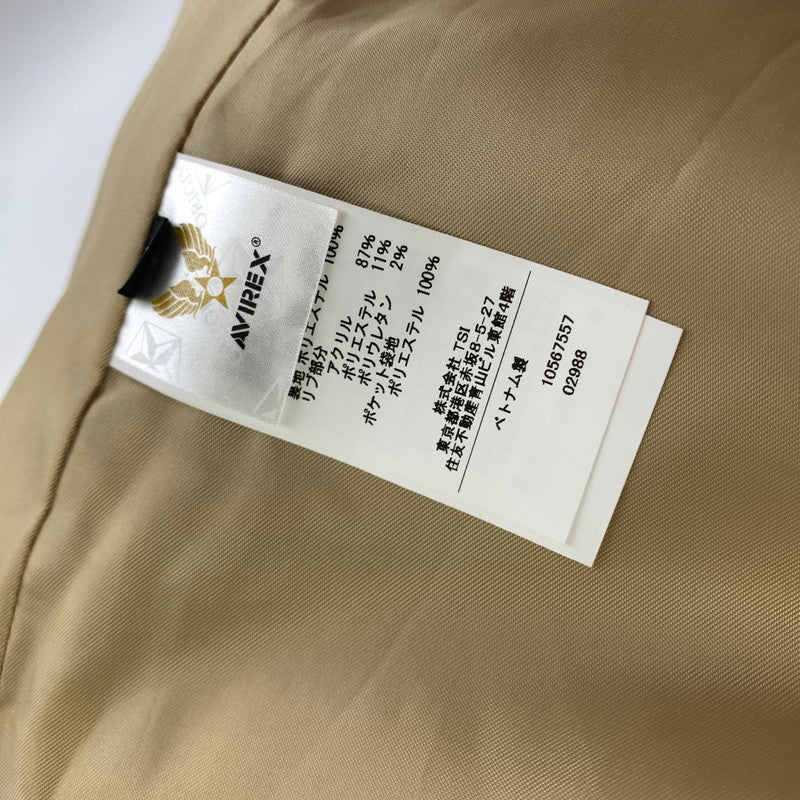 ORIGI
AVIREX®
裏地 ポリエステル 100%
リブ部分
アクリル 87%
ポリエステル 11%
ポリウレタン 2%
ポケット袋地
ポリエステル 100%
株式会社 TSI
東京都港区赤坂8-5-27
住友不動産青山ビル東館4階
ベトナム製
10567557
02988